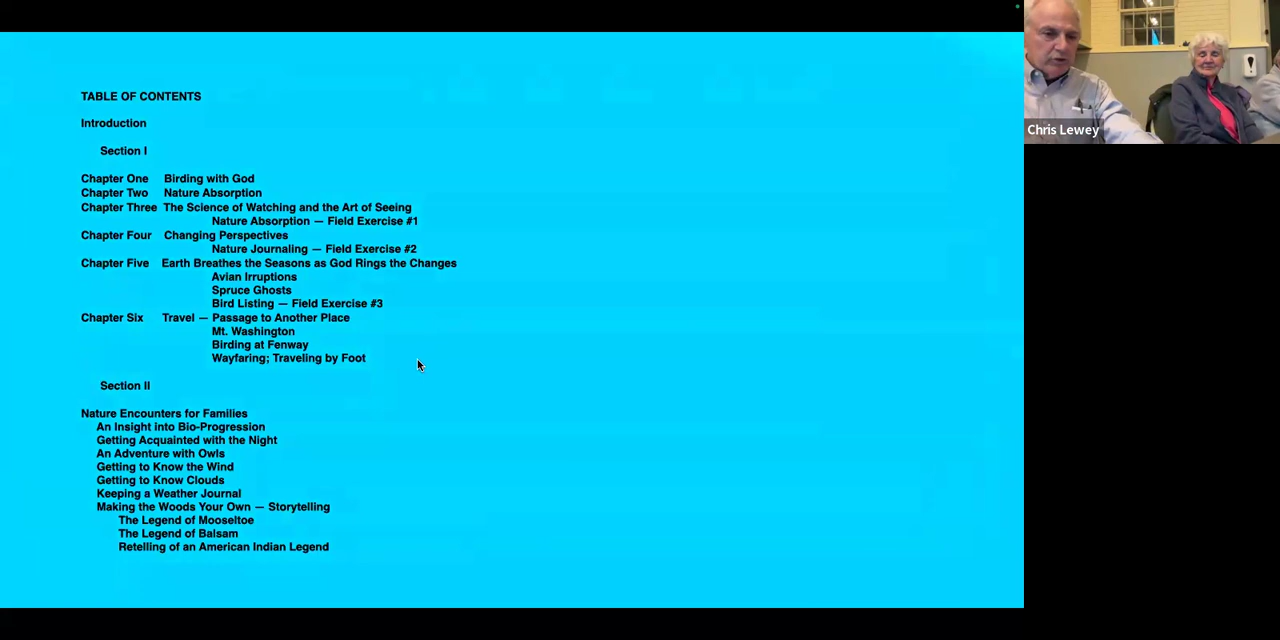 TABLE OF CONTENTS
Introduction
Section I
Chapter One Birding with God
Chapter Two Nature Absorption
Chapter Three The Science of Watching and the Art of Seeing
Nature Absorption — Field Exercise #1
Chapter Four Changing Perspectives
Nature Journaling — Field Exercise #2
Chapter Five Earth Breathes the Seasons as God Rings the Changes
Avian Irruptions
Spruce Ghosts
Bird Listing — Field Exercise #3
Chapter Six Travel — Passage to Another Place
Mt. Washington
Birding at Fenway
Wayfaring; Traveling by Foot
Section II
Nature Encounters for Families
An Insight into Bio-Progression
Getting Acquainted with the Night
An Adventure with Owls
Getting to Know the Wind
Getting to Know Clouds
Keeping a Weather Journal
Making the Woods Your Own — Storytelling
The Legend of Mooseltoe
The Legend of Balsam
Retelling of an American Indian Legend
Chris Lewey